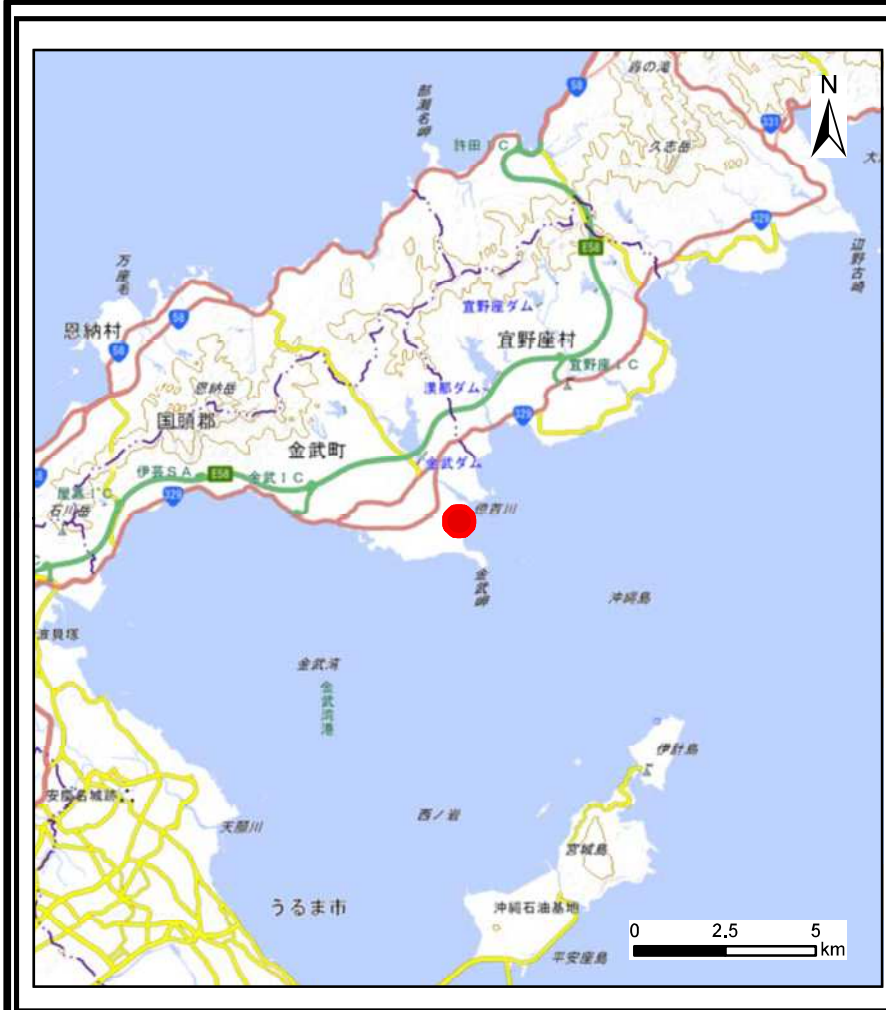 轟の滝
58
N
部瀬名岬
許田IC
331
久志岳
329
E58
辺野古崎
万座毛
宜野座ダム
58
恩納村
58
宜野座村
宜野座IC
漢那ダム
恩納岳
329
国頭郡
金武町
伊芸SA
E58
金武IC
金武ダム
屋嘉IC
329
石川岳
億首川
金武岬
沖縄島
金武湾
金武湾港
伊計島
安慶名城跡
西ノ岩
天願川
宮城島
うるま市
沖縄石油基地
0 2.5 5
km
平安座島